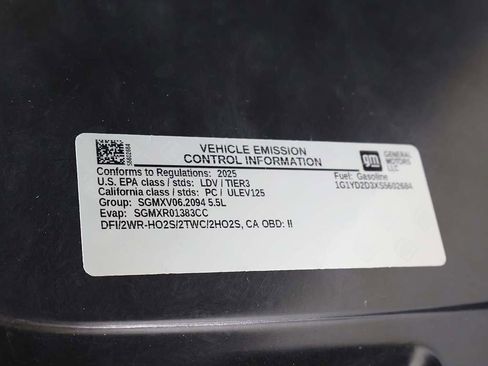 S5602684
VEHICLE EMISSION
CONTROL INFORMATION
gm
GENERAL
MOTORS
LLC
Conforms to Regulations: 2025
U.S. EPA class / stds: LDV / TIER3
California class / stds: PC / ULEV125
Group: SGMXV06.2094 5.5L
Evap: SGMXR01383CC
DFI/2WR-HO2S/2TWC/2HO2S, CA OBD: II
Fuel: Gasoline
1G1YD2D3XS5602684